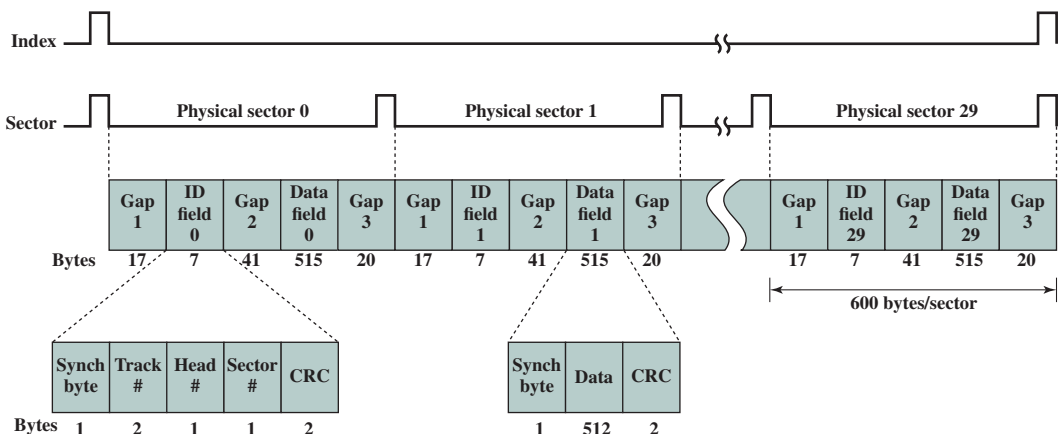 Index
Sector
Physical sector 0
Physical sector 1
Physical sector 29
Gap 1
ID field 0
Gap 2
Data field 0
Gap 3
Gap 1
ID field 1
Gap 2
Data field 1
Gap 3
Gap 1
ID field 29
Gap 2
Data field 29
Gap 3
Bytes 17 7 41 515 20 17 7 41 515 20 17 7 41 515 20
600 bytes/sector
Synch byte
Track #
Head #
Sector #
CRC
Synch byte
Data
CRC
Bytes 1 2 1 1 2 1 512 2